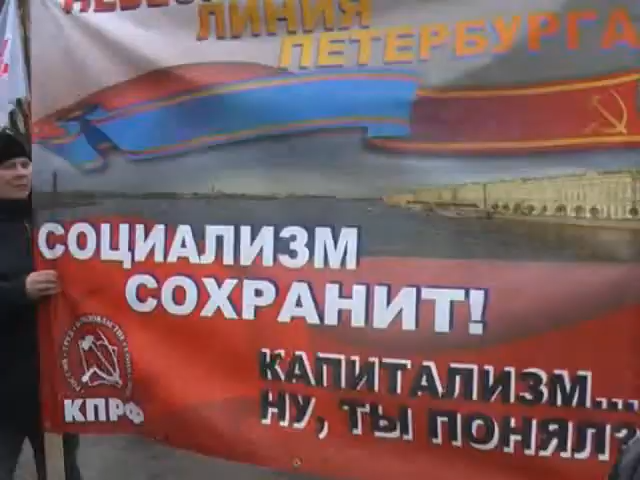 ЛИНИЯ
ПЕТЕРБУРГА
СОЦИАЛИЗМ
СОХРАНИТ!
КАПИТАЛИЗМ...
НУ, ТЫ ПОНЯЛ?
КПРФ